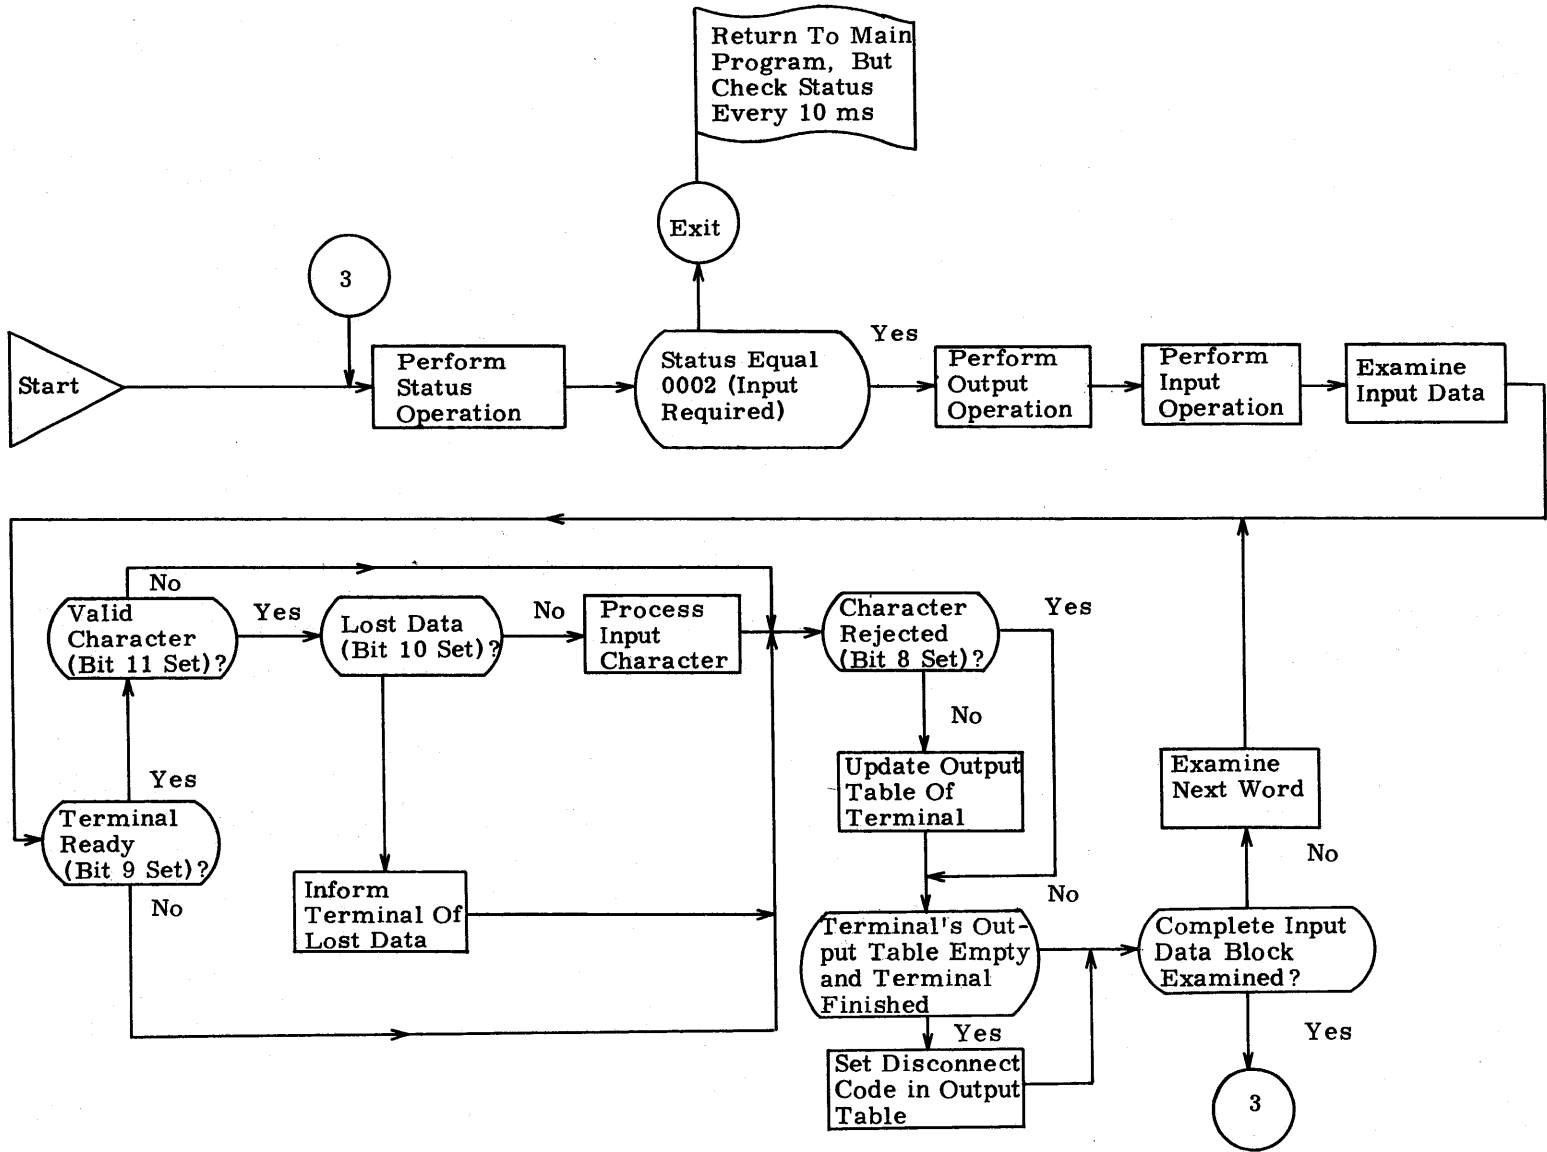 Return To Main
Program, But
Check Status
Every 10 ms
Exit
3
Start
Perform
Status
Operation
Status Equal
0002 (Input
Required)
Yes
Perform
Output
Operation
Perform
Input
Operation
Examine
Input Data
No
Valid
Character
(Bit 11 Set)?
Yes
Lost Data
(Bit 10 Set)?
No
Process
Input
Character
Character
Rejected
(Bit 8 Set)?
Yes
No
Yes
Terminal
Ready
(Bit 9 Set)?
No
Inform
Terminal Of
Lost Data
Update Output
Table Of
Terminal
Examine
Next Word
No
No
Terminal's Out-
put Table Empty
and Terminal
Finished
Yes
Complete Input
Data Block
Examined?
Yes
Set Disconnect
Code in Output
Table
3